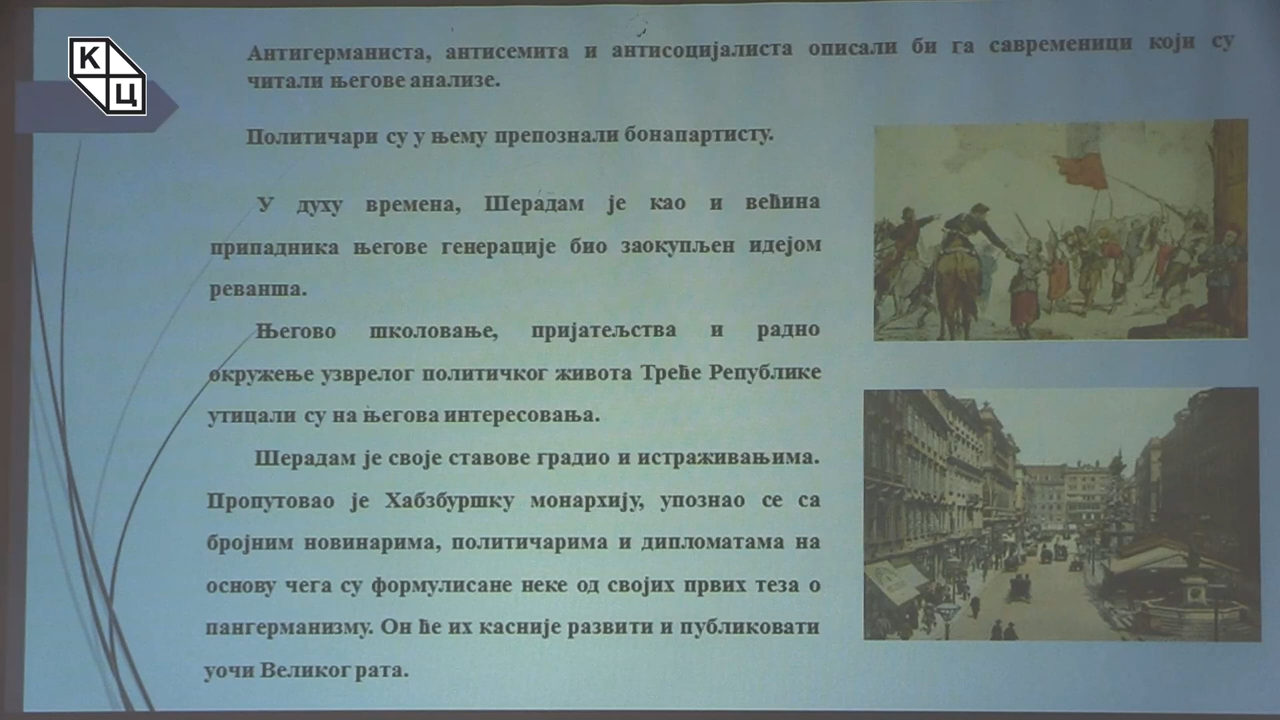 КЦ
Антигерманиста, антисемита и антисоцијалиста описали би га савременици који су
читали његове анализе.
Политичари су у њему препознали бонапартисту.
У духу времена, Шерадам је као и већина
припадника његове генерације био заокупљен идејом
реванша.
Његово школовање, пријатељства и радно
окружење узврелог политичког живота Треће Републике
утицали су на његова интересовања.
Шерадам је своје ставове градио и истраживањима.
Пропутовао је Хабзбуршку монархију, упознао се са
бројним новинарима, политичарима и дипломатама на
основу чега су формулисане неке од својих првих теза о
пангерманизму. Он ће их касније развити и публиковати
уочи Великог рата.